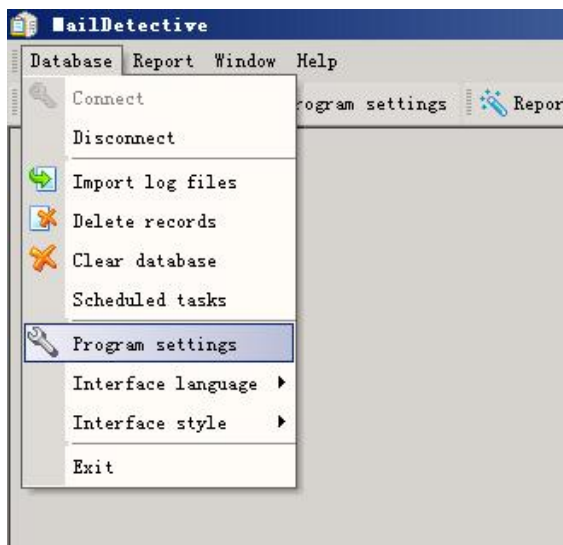 MailDetective
Database Report Window Help
Connect
rogram settings Repor
Disconnect
Import log files
Delete records
Clear database
Scheduled tasks
Program settings
Interface language
Interface style
Exit